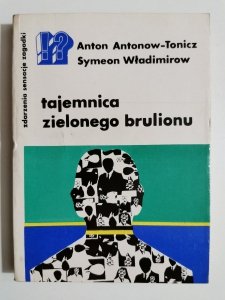 !?
Anton Antonow-Tonicz
Symeon Władimirow
zdarzenia sensacje zagadki
tajemnica
zielonego brulionu